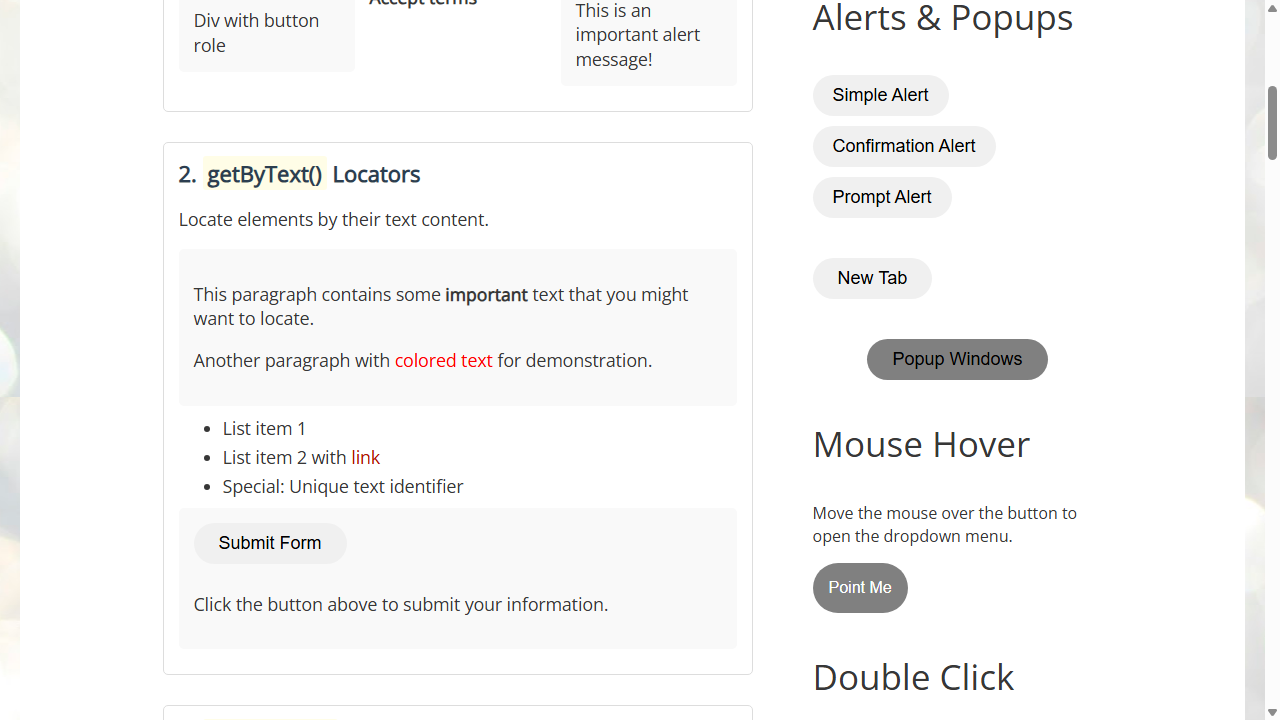 Div with button
role
Accept terms
This is an
important alert
message!
2. getByText() Locators
Locate elements by their text content.
This paragraph contains some important text that you might
want to locate.
Another paragraph with colored text for demonstration.
List item 1
List item 2 with link
Special: Unique text identifier
Submit Form
Click the button above to submit your information.
Alerts & Popups
Simple Alert
Confirmation Alert
Prompt Alert
New Tab
Popup Windows
Mouse Hover
Move the mouse over the button to
open the dropdown menu.
Point Me
Double Click